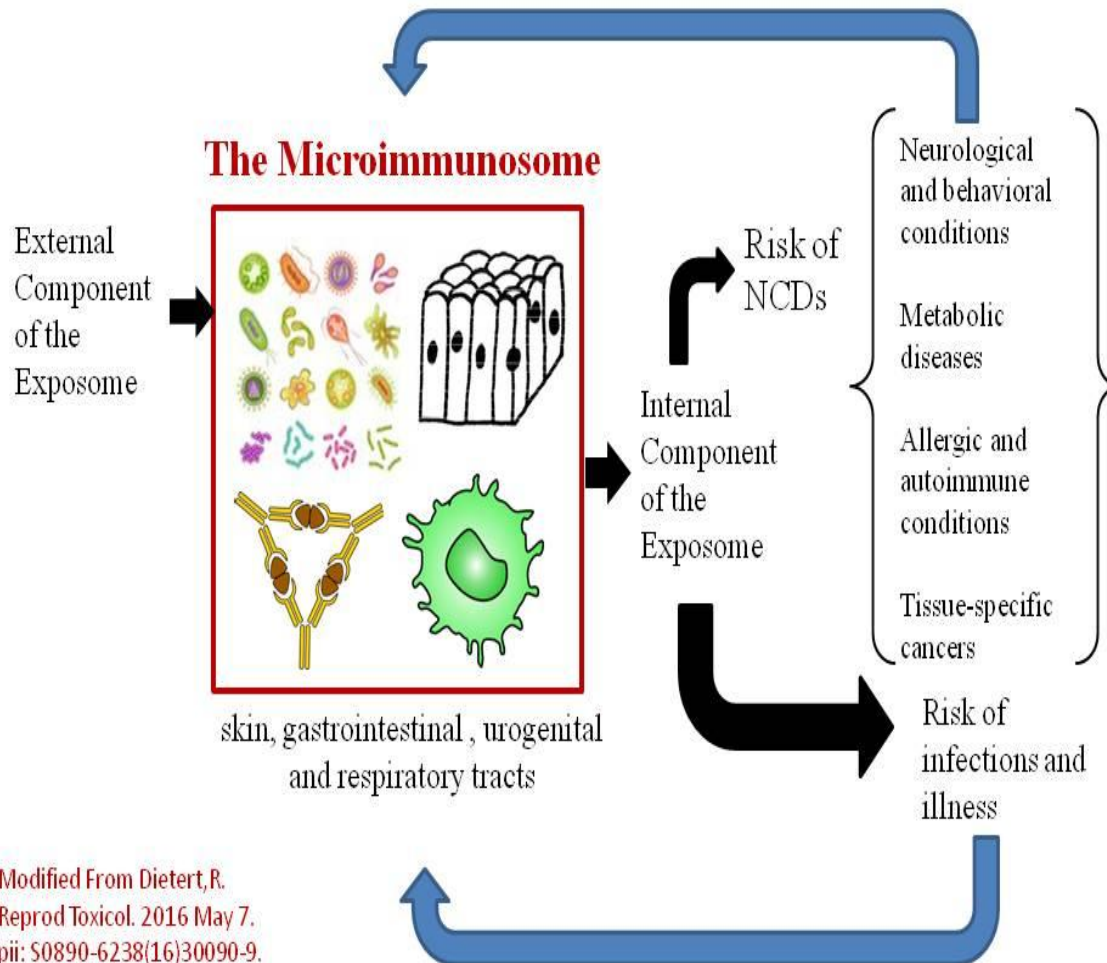 The Microimmunosome
External
Component
of the
Exposome
skin, gastrointestinal , urogenital
and respiratory tracts
Internal
Component
of the
Exposome
Risk of
NCDs
Neurological
and behavioral
conditions
Metabolic
diseases
Allergic and
autoimmune
conditions
Tissue-specific
cancers
Risk of
infections and
illness
Modified From Dietert,R.
Reprod Toxicol. 2016 May 7.
pii: S0890-6238(16)30090-9.